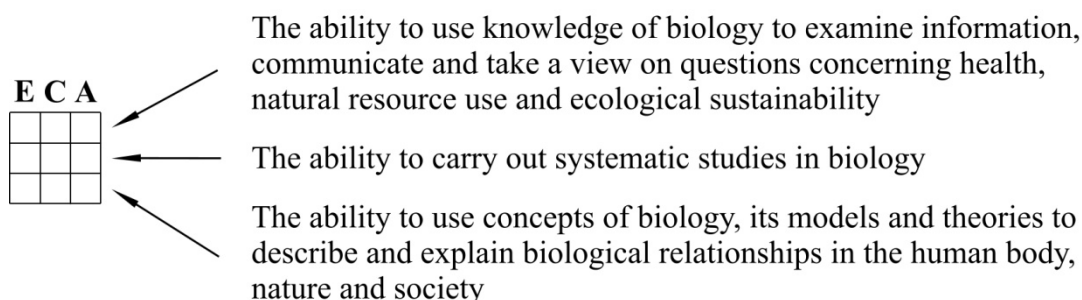 The ability to use knowledge of biology to examine information,
communicate and take a view on questions concerning health,
natural resource use and ecological sustainability
E C A
The ability to carry out systematic studies in biology
The ability to use concepts of biology, its models and theories to
describe and explain biological relationships in the human body,
nature and society